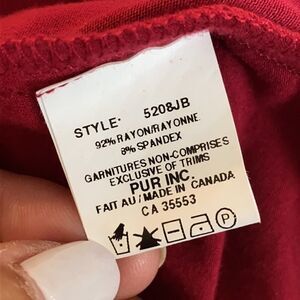 STYLE· 5208JB
92% RAYON/RAYONNE
8% SPANDEX
GARNITURES NON-COMPRISES
EXCLUSIVE OF TRIMS
PUR INC.
FAIT AU / MADE IN CANADA
CA 35553